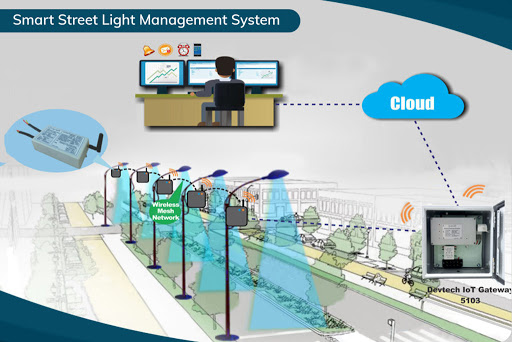 Smart Street Light Management System
Cloud
Wireless
Mesh
Network
Devtech IoT Gateway
5103